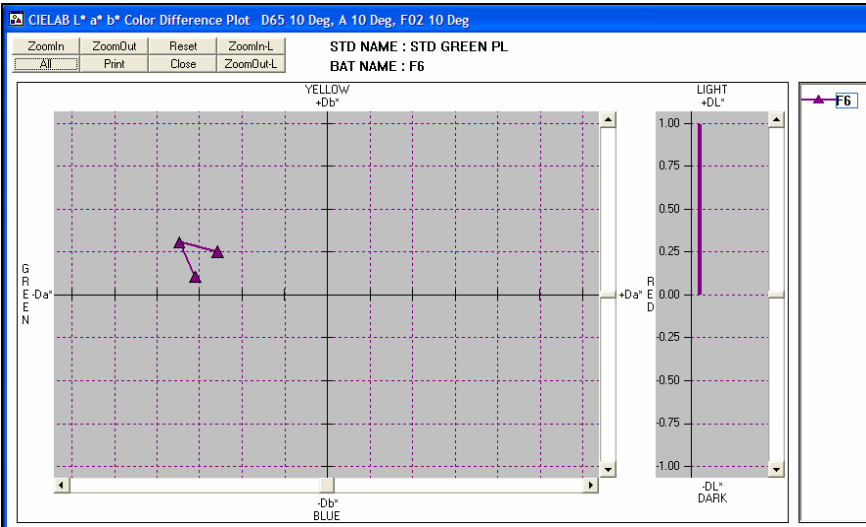 CIELAB L* a* b* Color Difference Plot   D65 10 Deg, A 10 Deg, F02 10 Deg
ZoomIn ZoomOut Reset ZoomIn-L
All Print Close ZoomOut-L
STD NAME : STD GREEN PL
BAT NAME : F6
YELLOW
+Db*
GREEN
-Da*
+Da*
RED
-Db*
BLUE
LIGHT
+DL*
1.00
0.75
0.50
0.25
0.00
-0.25
-0.50
-0.75
-1.00
-DL*
DARK
F6